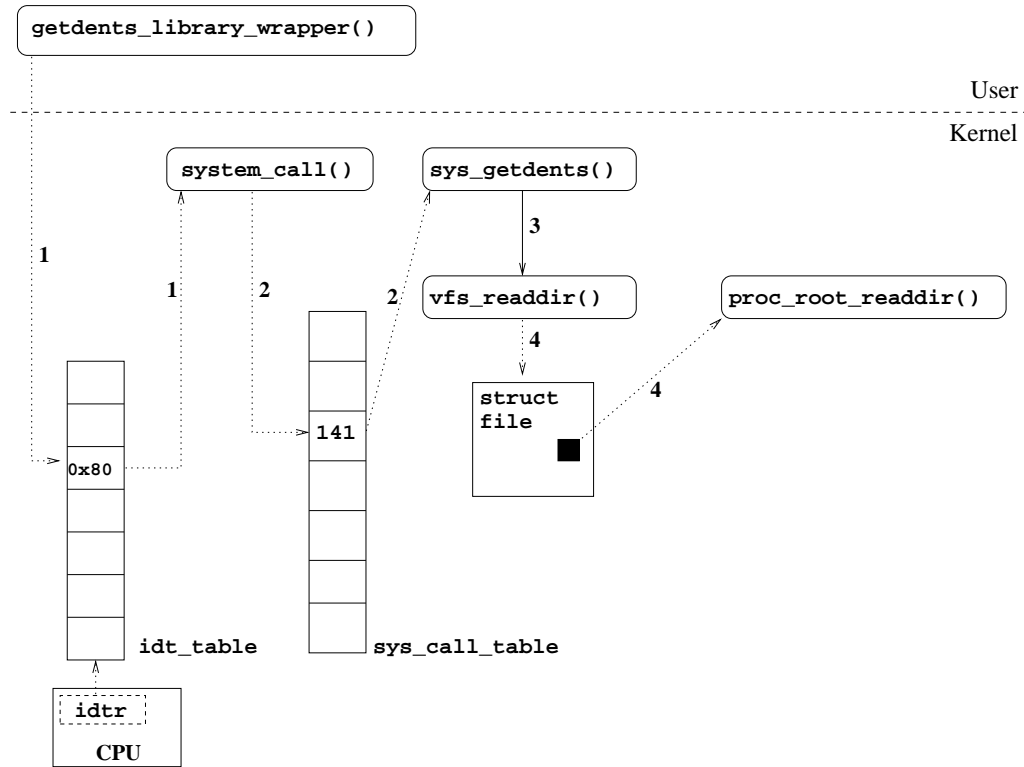 getdents_library_wrapper()
User
Kernel
system_call()
sys_getdents()
3
1
1
2
2
vfs_readdir()
proc_root_readdir()
4
4
struct
file
141
0x80
idt_table
sys_call_table
idtr
CPU